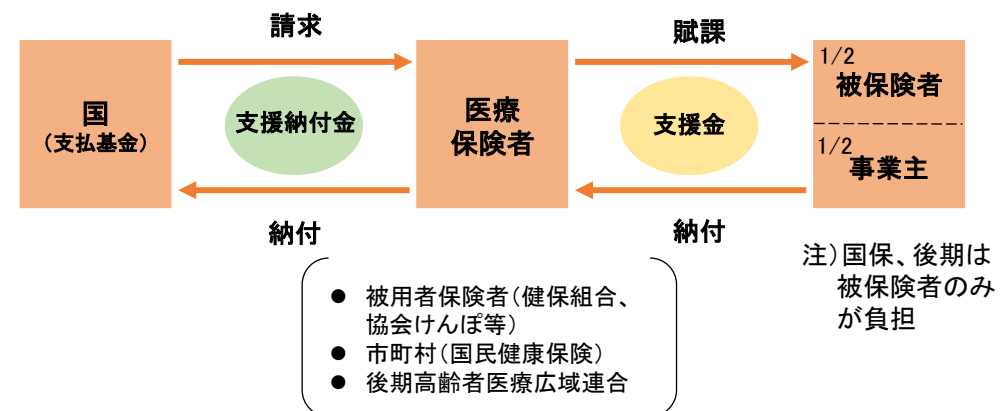 請求
賦課
国
(支払基金)
支援納付金
医療
保険者
支援金
1/2
被保険者
1/2
事業主
納付
納付
注)国保、後期は
被保険者のみ
が負担
● 被用者保険者(健保組合、
協会けんぽ等)
● 市町村(国民健康保険)
● 後期高齢者医療広域連合